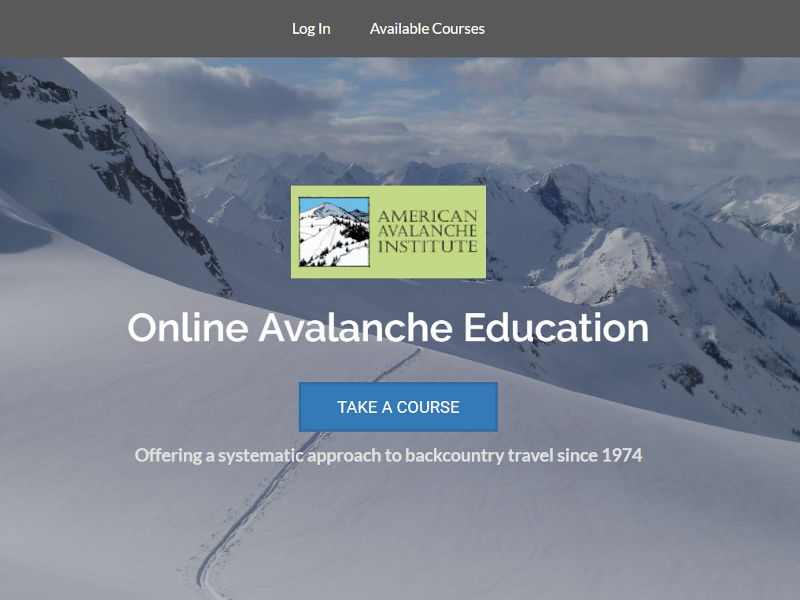 Log In
Available Courses
AMERICAN
AVALANCHE
INSTITUTE
Online Avalanche Education
TAKE A COURSE
Offering a systematic approach to backcountry travel since 1974